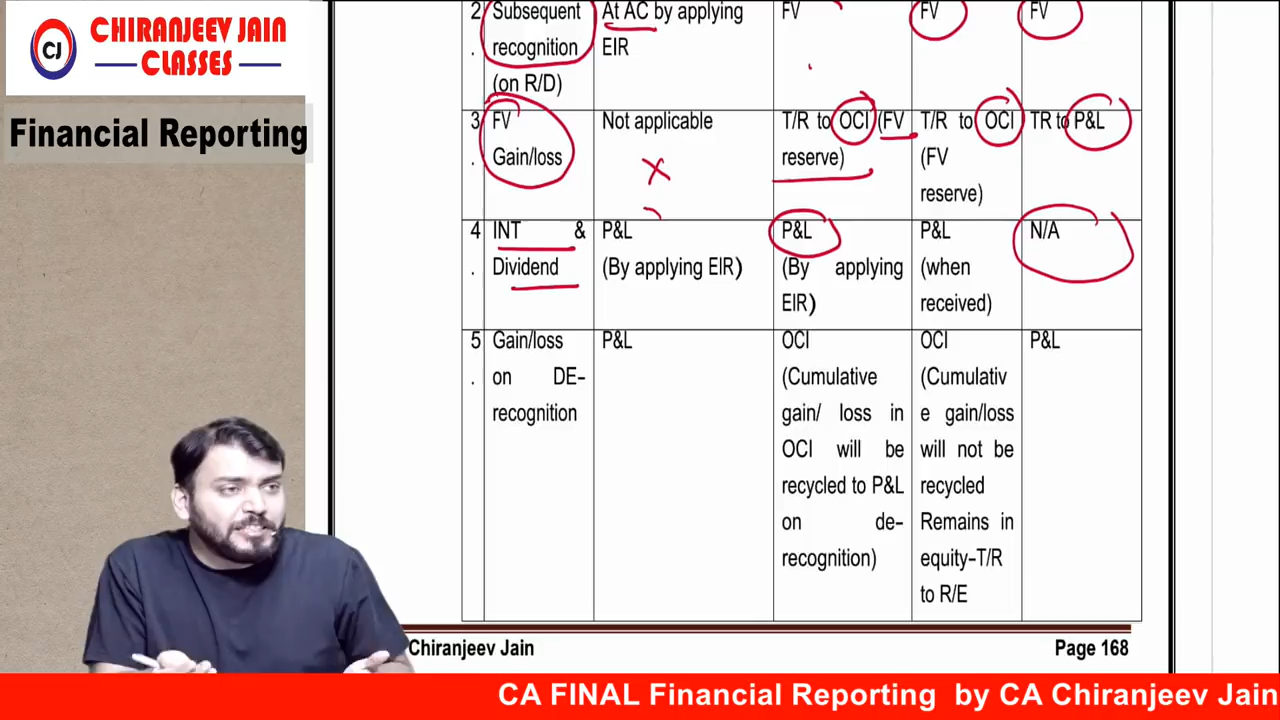 CJ
CHIRANJEEV JAIN
CLASSES
Financial Reporting
2
.
Subsequent
recognition
(on R/D)
At AC by applying
EIR
FV
FV
FV
3
.
FV
Gain/loss
Not applicable
T/R to OCI (FV
reserve)
T/R to OCI
(FV
reserve)
TR to P&L
4
.
INT &
Dividend
P&L
(By applying EIR)
P&L
(By applying
EIR)
P&L
(when
received)
N/A
5
.
Gain/loss
on DE-
recognition
P&L
OCI
(Cumulative
gain/ loss in
OCI will be
recycled to P&L
on de-
recognition)
OCI
(Cumulativ
e gain/loss
will not be
recycled
Remains in
equity-T/R
to R/E
P&L
Chiranjeev Jain
Page 168
CA FINAL Financial Reporting by CA Chiranjeev Jain